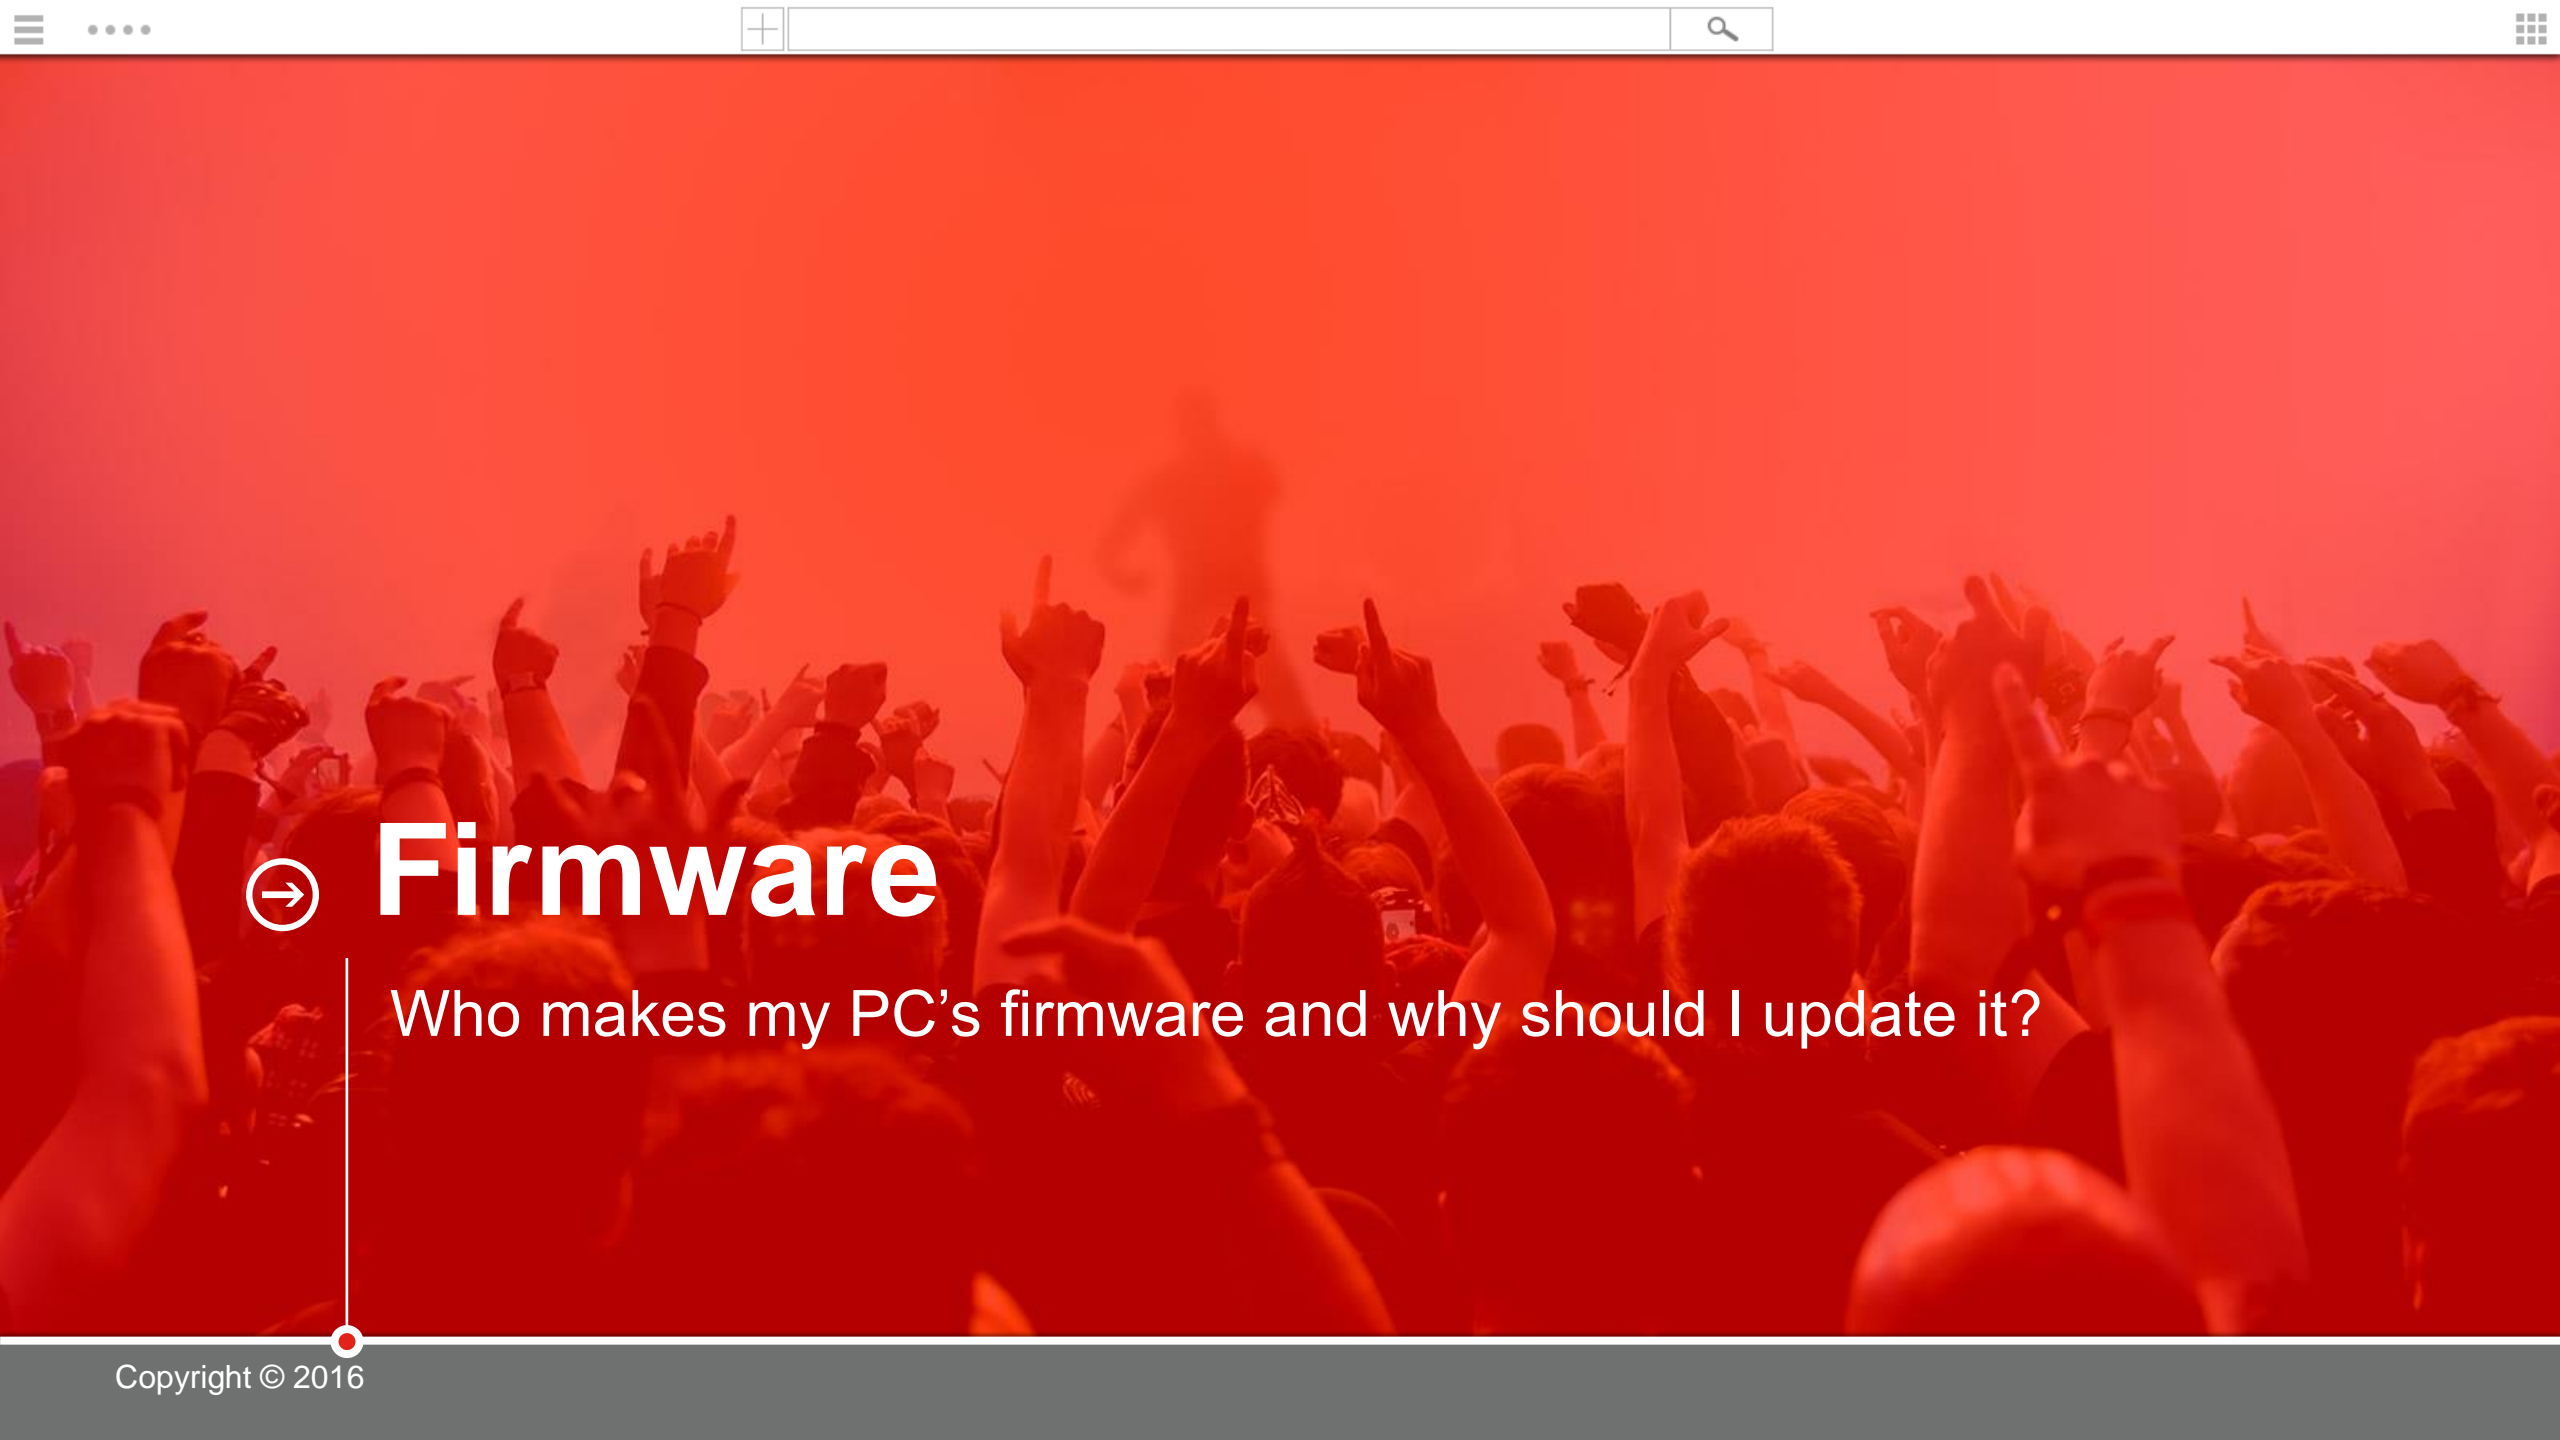 Firmware
Who makes my PC’s firmware and why should I update it?
Copyright © 2016